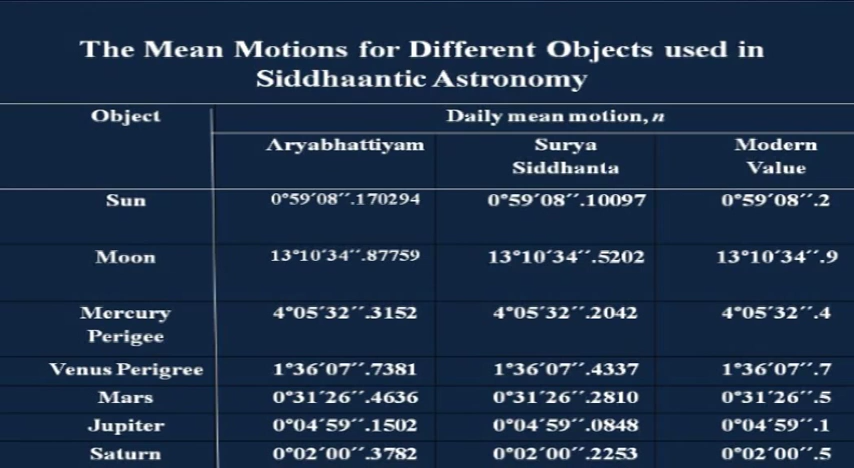 The Mean Motions for Different Objects used in
Siddhaantic Astronomy
Object Daily mean motion, n
Aryabhattiyam Surya Siddhanta Modern Value
Sun 0°59´08´´.170294 0°59´08´´.10097 0°59´08´´.2
Moon 13°10´34´´.87759 13°10´34´´.5202 13°10´34´´.9
Mercury Perigee 4°05´32´´.3152 4°05´32´´.2042 4°05´32´´.4
Venus Perigree 1°36´07´´.7381 1°36´07´´.4337 1°36´07´´.7
Mars 0°31´26´´.4636 0°31´26´´.2810 0°31´26´´.5
Jupiter 0°04´59´´.1502 0°04´59´´.0848 0°04´59´´.1
Saturn 0°02´00´´.3782 0°02´00´´.2253 0°02´00´´.5